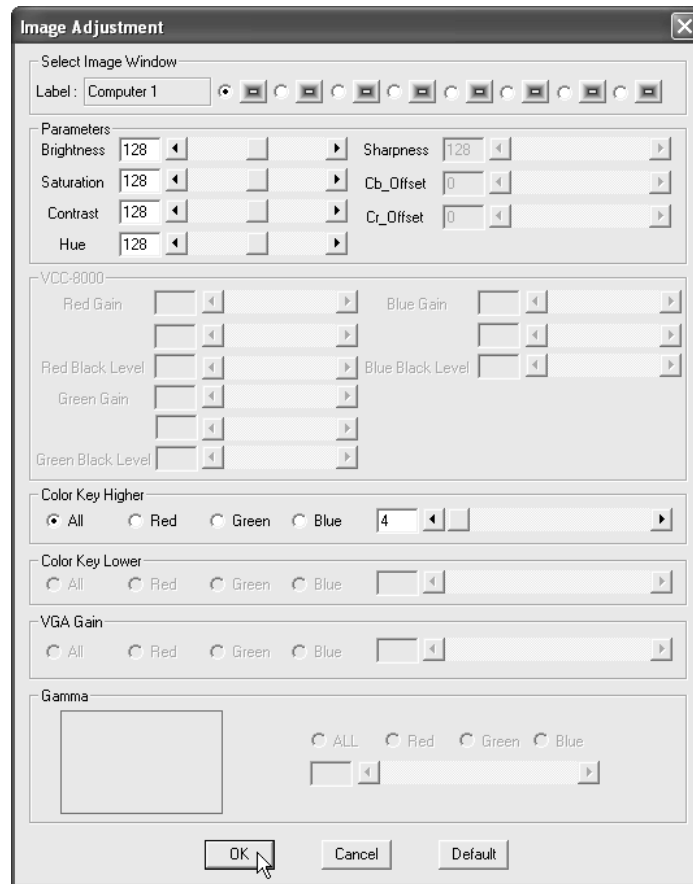 Image Adjustment
Select Image Window
Label : Computer 1
Parameters
Brightness 128 Sharpness 128
Saturation 128 Cb_Offset 0
Contrast 128 Cr_Offset 0
Hue 128
VCC-8000
Red Gain Blue Gain
Red Black Level Blue Black Level
Green Gain
Green Black Level
Color Key Higher
All Red Green Blue 4
Color Key Lower
All Red Green Blue
VGA Gain
All Red Green Blue
Gamma
ALL Red Green Blue
OK Cancel Default